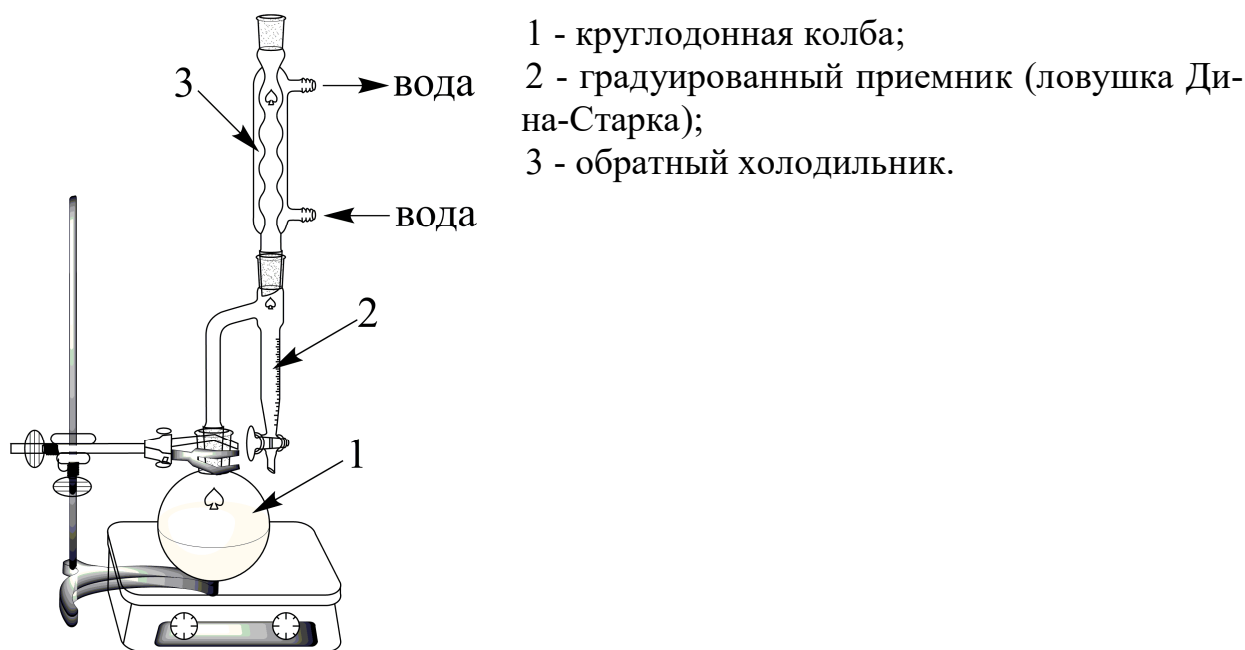 1 - круглодонная колба;
2 - градуированный приемник (ловушка Ди-
на-Старка);
3 - обратный холодильник.
3
вода
вода
2
1